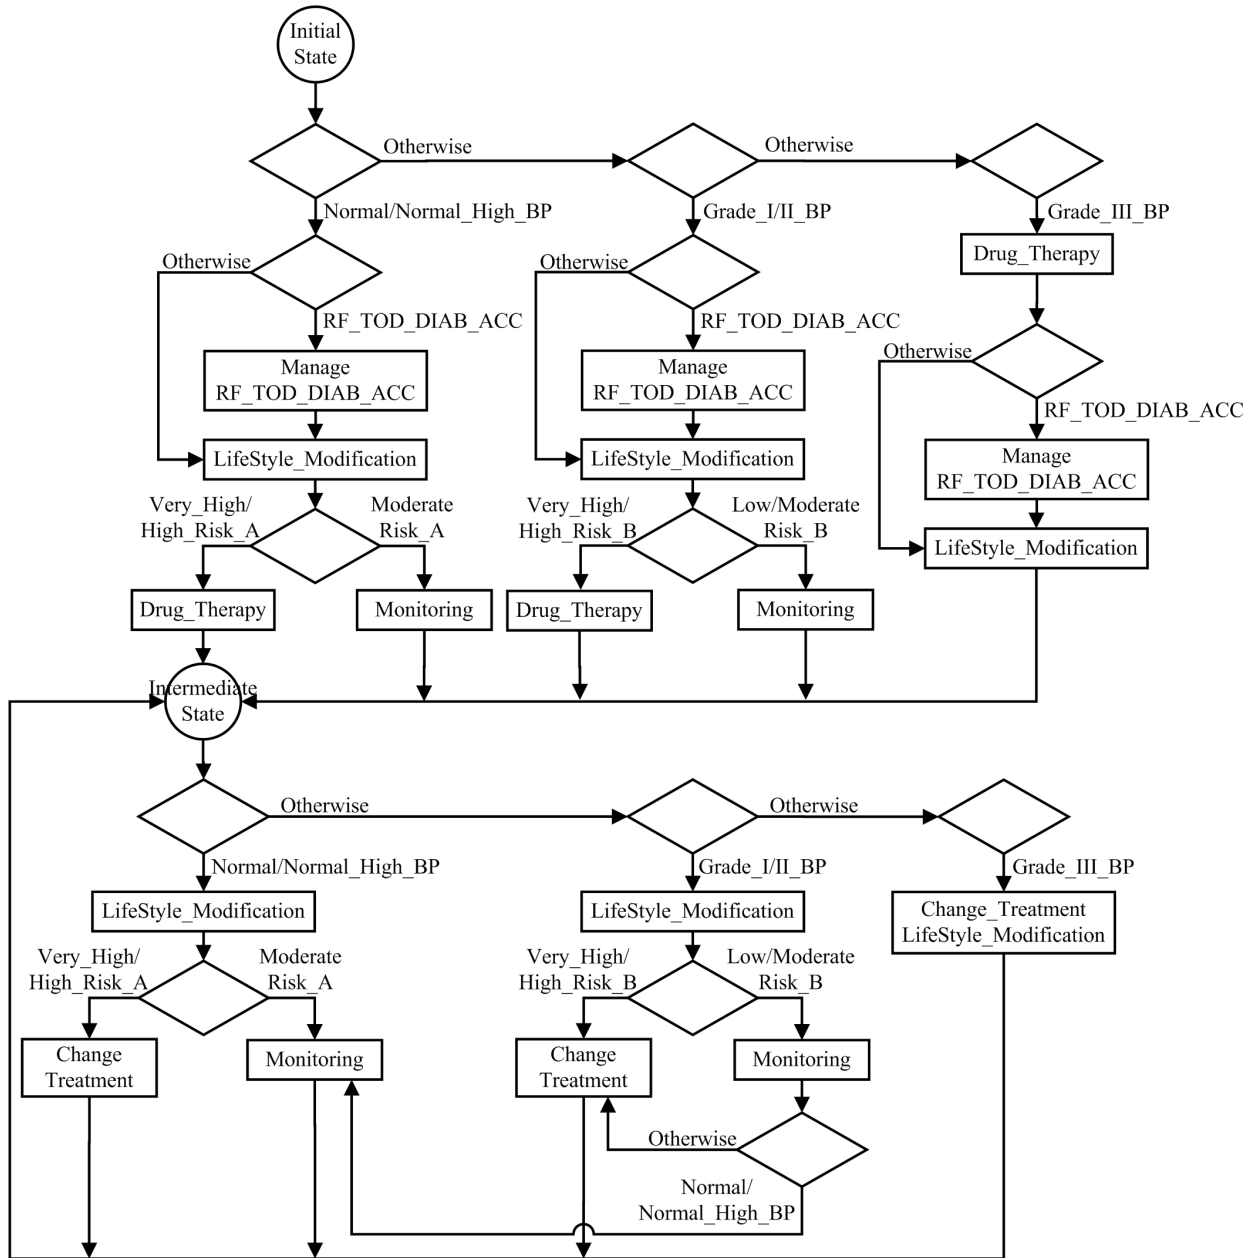 Initial
State
Otherwise
Otherwise
Normal/Normal_High_BP
Grade_I/II_BP
Grade_III_BP
Otherwise
Otherwise
Drug_Therapy
RF_TOD_DIAB_ACC
RF_TOD_DIAB_ACC
Otherwise
Manage
RF_TOD_DIAB_ACC
Manage
RF_TOD_DIAB_ACC
RF_TOD_DIAB_ACC
LifeStyle_Modification
LifeStyle_Modification
Manage
RF_TOD_DIAB_ACC
Very_High/
High_Risk_A
Moderate
Risk_A
Very_High/
High_Risk_B
Low/Moderate
Risk_B
LifeStyle_Modification
Drug_Therapy
Monitoring
Drug_Therapy
Monitoring
Intermediate
State
Otherwise
Otherwise
Normal/Normal_High_BP
Grade_I/II_BP
Grade_III_BP
LifeStyle_Modification
LifeStyle_Modification
Change_Treatment
LifeStyle_Modification
Very_High/
High_Risk_A
Moderate
Risk_A
Very_High/
High_Risk_B
Low/Moderate
Risk_B
Change
Treatment
Monitoring
Change
Treatment
Monitoring
Otherwise
Normal/
Normal_High_BP